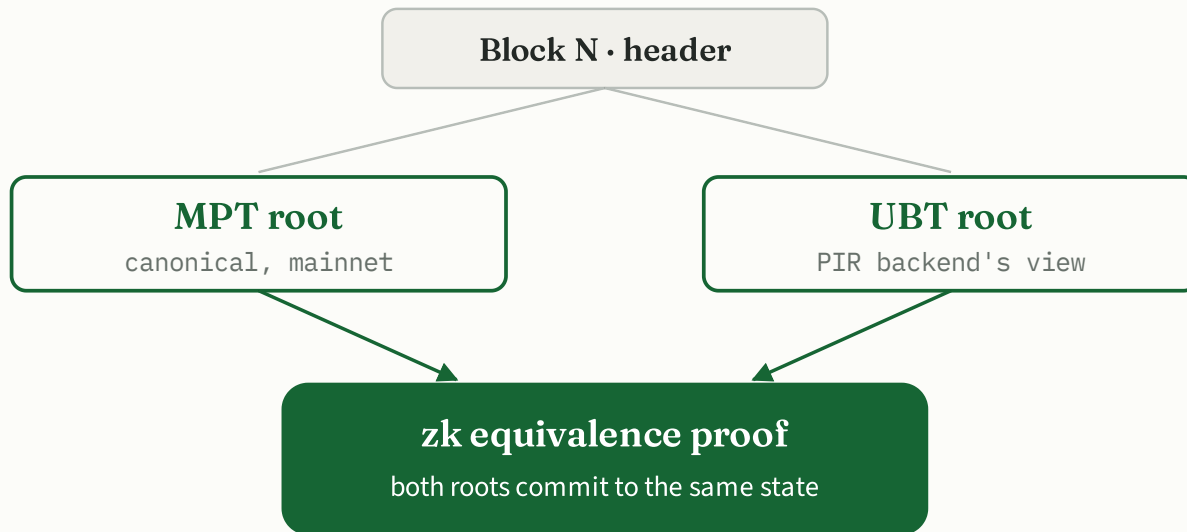 Block N · header
MPT root
canonical, mainnet
UBT root
PIR backend's view
zk equivalence proof
both roots commit to the same state